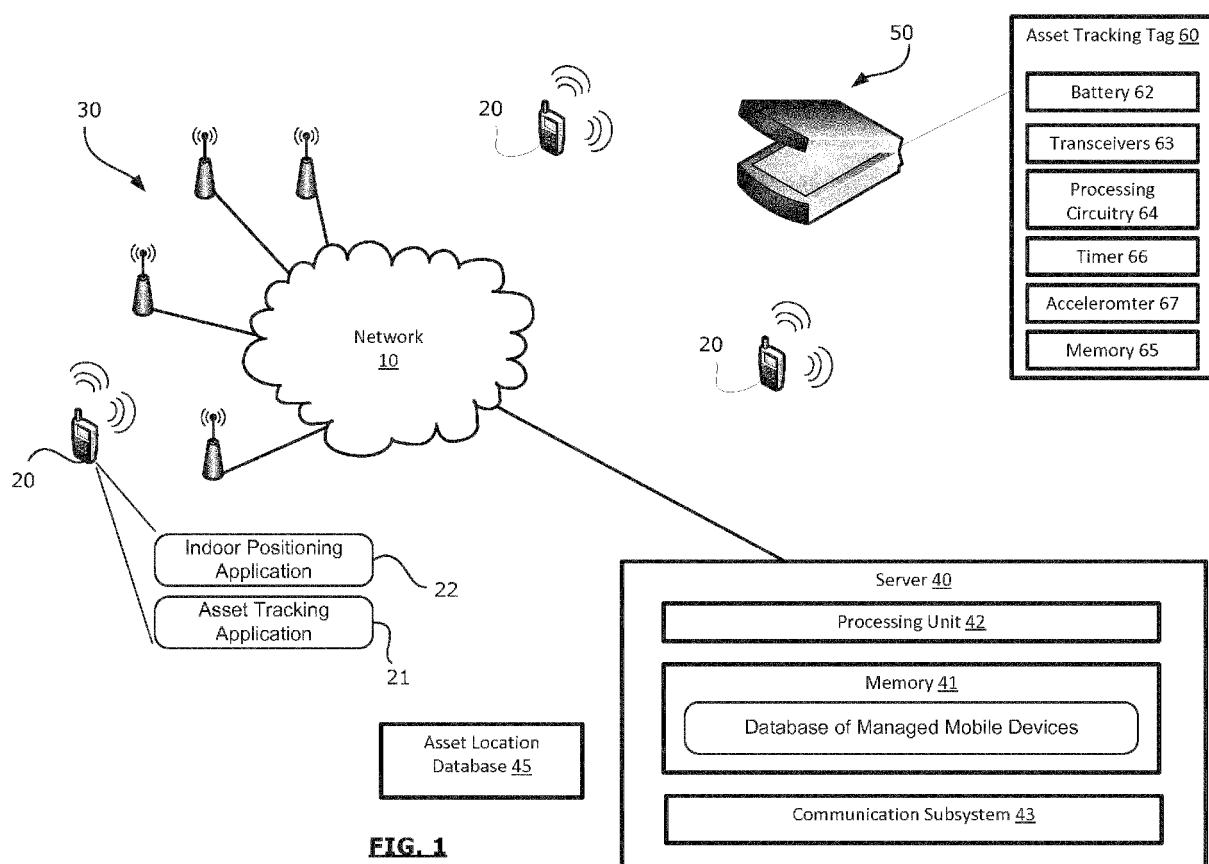 50
Asset Tracking Tag 60
Battery 62
Transceivers 63
Processing
Circuitry 64
Timer 66
Acceleromter 67
Memory 65
30
20
20
Network
10
20
Indoor Positioning
Application
22
Asset Tracking
Application
21
Server 40
Processing Unit 42
Memory 41
Database of Managed Mobile Devices
Communication Subsystem 43
Asset Location
Database 45
FIG. 1